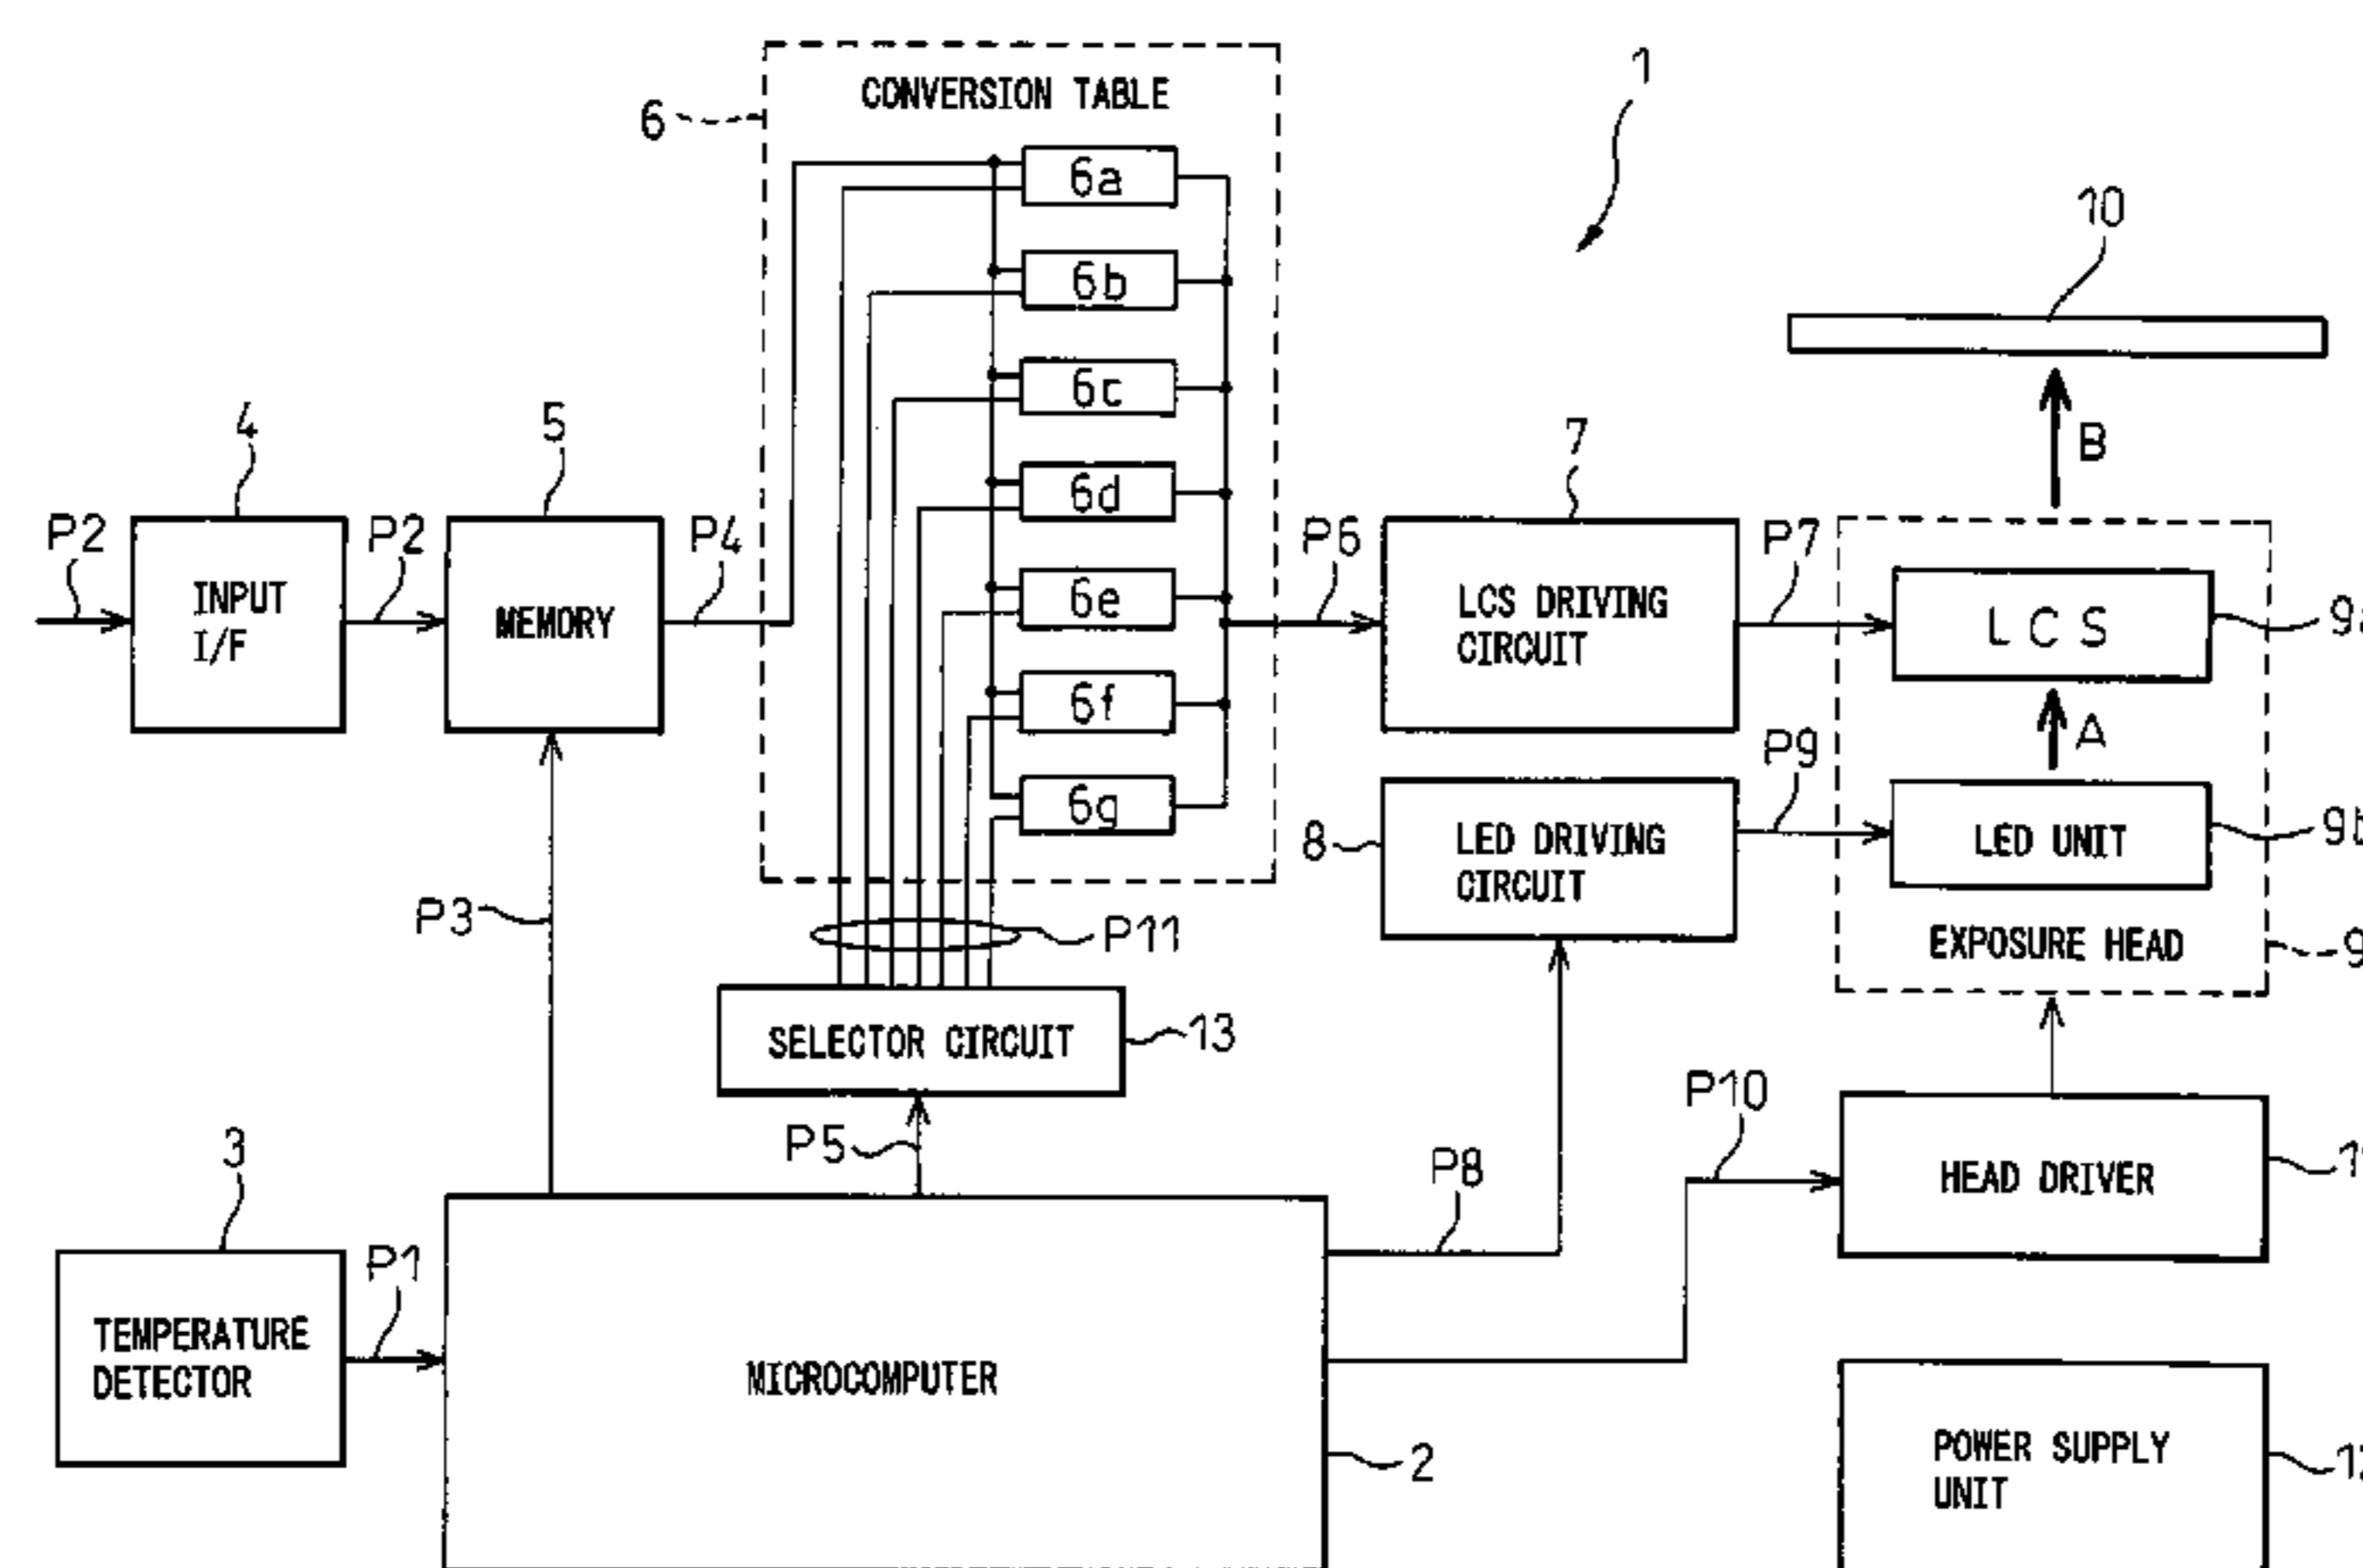 1
CONVERSION TABLE
6
6a
10
6b
6c
B
4
5
7
6d
P2
P2
P4
P6
P7
INPUT
I/F
MEMORY
6e
LCS DRIVING
CIRCUIT
LCS
6f
A
P9
6g
8
LED DRIVING
CIRCUIT
LED UNIT
P3
P11
EXPOSURE HEAD
9
SELECTOR CIRCUIT
13
P10
3
P5
P8
HEAD DRIVER
P1
TEMPERATURE
DETECTOR
MICROCOMPUTER
2
POWER SUPPLY
UNIT